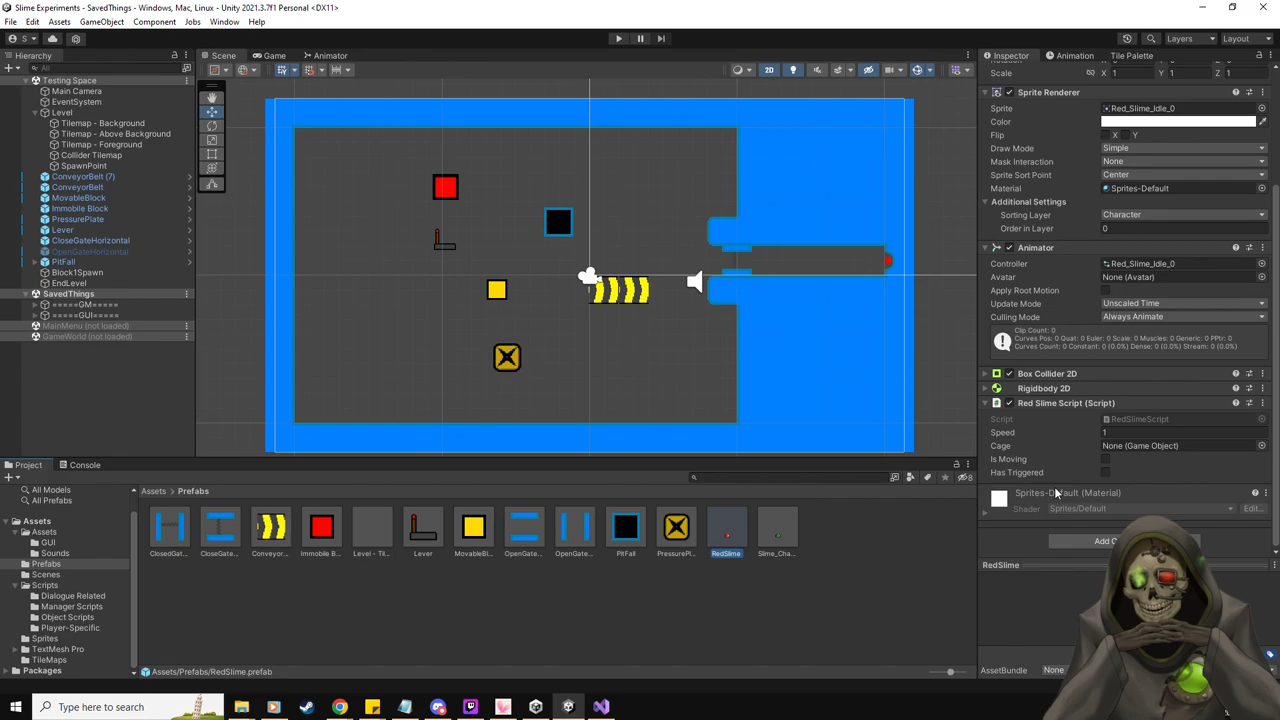 Slime Experiments - SavedThings - Windows, Mac, Linux - Unity 2021.3.7f1 Personal <DX11>
File Edit Assets GameObject Component Jobs Window Help
S Layers Layout
Hierarchy
All
Testing Space
Main Camera
EventSystem
Level
Tilemap - Background
Tilemap - Above Background
Tilemap - Foreground
Collider Tilemap
SpawnPoint
ConveyorBelt (7)
ConveyorBelt
MovableBlock
Immobile Block
PressurePlate
Lever
CloseGateHorizontal
OpenGateHorizontal
PitFall
Block1Spawn
EndLevel
SavedThings
=====GM=====
=====GUI=====
MainMenu (not loaded)
GameWorld (not loaded)
Scene Game Animator
2D
Inspector Animation Tile Palette
Scale X 1 Y 1 Z 1
Sprite Renderer
Sprite Red_Slime_Idle_0
Color
Flip X Y
Draw Mode Simple
Mask Interaction None
Sprite Sort Point Center
Material Sprites-Default
Additional Settings
Sorting Layer Character
Order in Layer 0
Animator
Controller Red_Slime_Idle_0
Avatar None (Avatar)
Apply Root Motion
Update Mode Unscaled Time
Culling Mode Always Animate
Clip Count: 0
Curves Pos: 0 Quat: 0 Euler: 0 Scale: 0 Muscles: 0 Generic: 0 PPtr: 0
Curves Count: 0 Constant: 0 (0.0%) Dense: 0 (0.0%) Stream: 0 (0.0%)
Box Collider 2D
Rigidbody 2D
Red Slime Script (Script)
Script RedSlimeScript
Speed 1
Cage None (Game Object)
Is Moving
Has Triggered
Sprites-Default (Material)
Shader Sprites/Default Edit...
RedSlime
AssetBundle None
Project Console
8
All Models
All Prefabs
Assets
Assets
GUI
Sounds
Prefabs
Scenes
Scripts
Dialogue Related
Manager Scripts
Object Scripts
Player-Specific
Sprites
TextMesh Pro
TileMaps
Packages
Assets > Prefabs
ClosedGat... CloseGate... Conveyor... Immobile B... Level - Til... Lever MovableBl... OpenGate... OpenGate... PitFall PressurePl... RedSlime Slime_Cha...
Assets/Prefabs/RedSlime.prefab
Type here to search